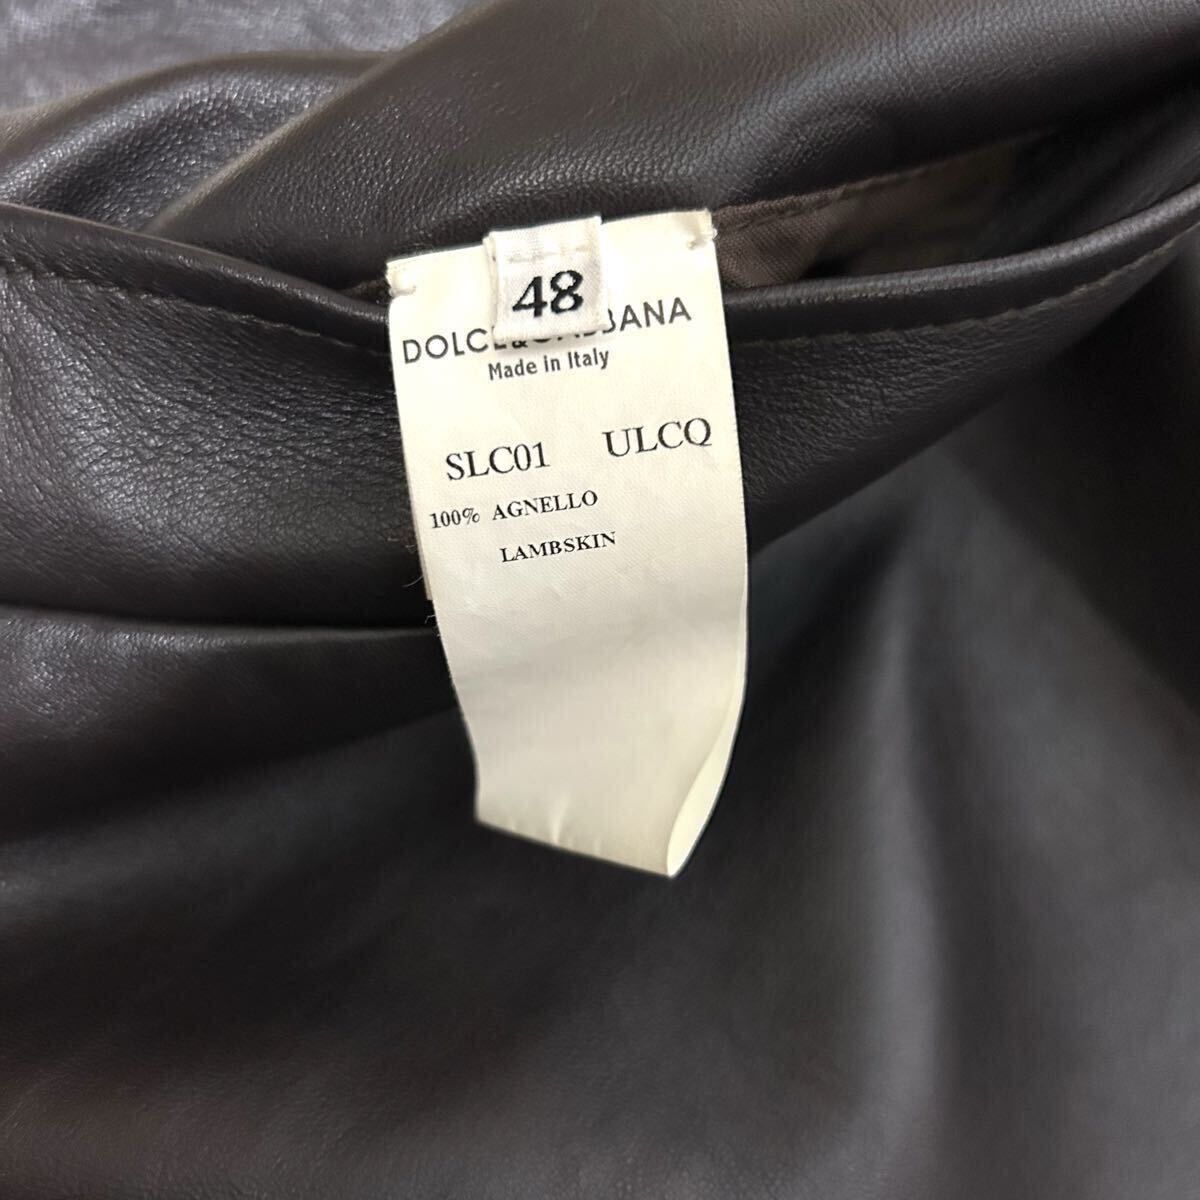 48
DOLCE&GABBANA
Made in Italy
SLC01 ULCQ
100% AGNELLO
LAMBSKIN